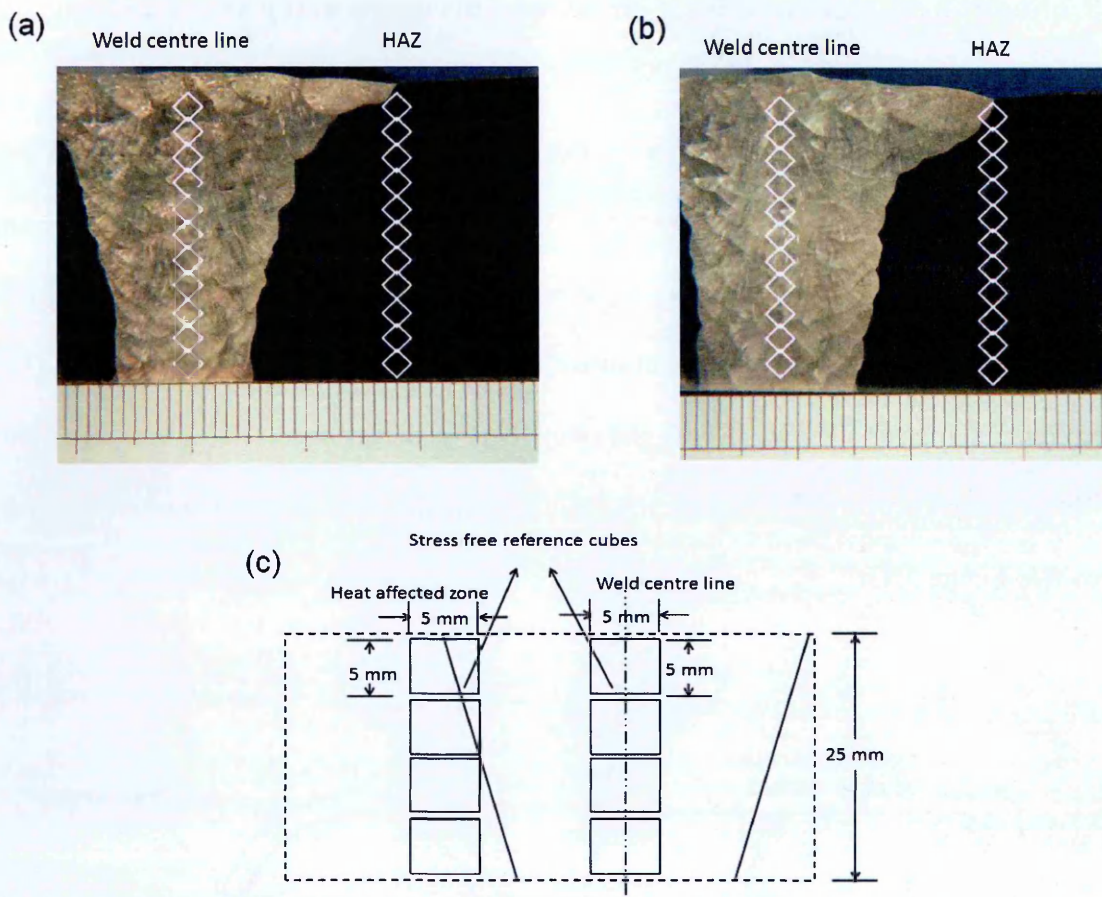 (a)
Weld centre line HAZ
(b)
Weld centre line HAZ
(c)
Stress free reference cubes
Heat affected zone
Weld centre line
5 mm
5 mm
5 mm
5 mm
25 mm